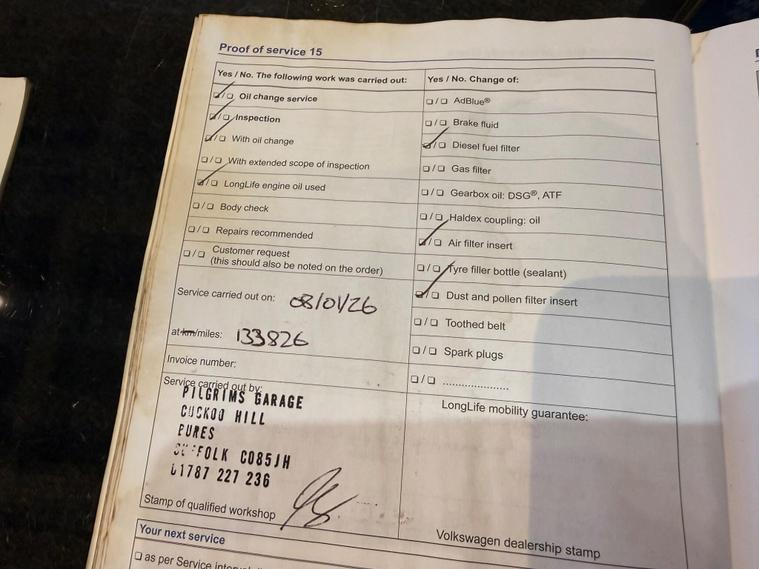 Proof of service 15
Yes / No. The following work was carried out:
Oil change service
Inspection
With oil change
With extended scope of inspection
LongLife engine oil used
Body check
Repairs recommended
Customer request
(this should also be noted on the order)
Service carried out on: 08/01/26
at km/miles: 133826
Invoice number:
Service carried out by:
PILGRIMS GARAGE
CUCKOO HILL
BURES
SUFFOLK CO85JH
01787 227 236
Stamp of qualified workshop
Yes / No. Change of:
AdBlue®
Brake fluid
Diesel fuel filter
Gas filter
Gearbox oil: DSG®, ATF
Haldex coupling: oil
Air filter insert
Tyre filler bottle (sealant)
Dust and pollen filter insert
Toothed belt
Spark plugs
....................
LongLife mobility guarantee:
Volkswagen dealership stamp
Your next service
as per Service